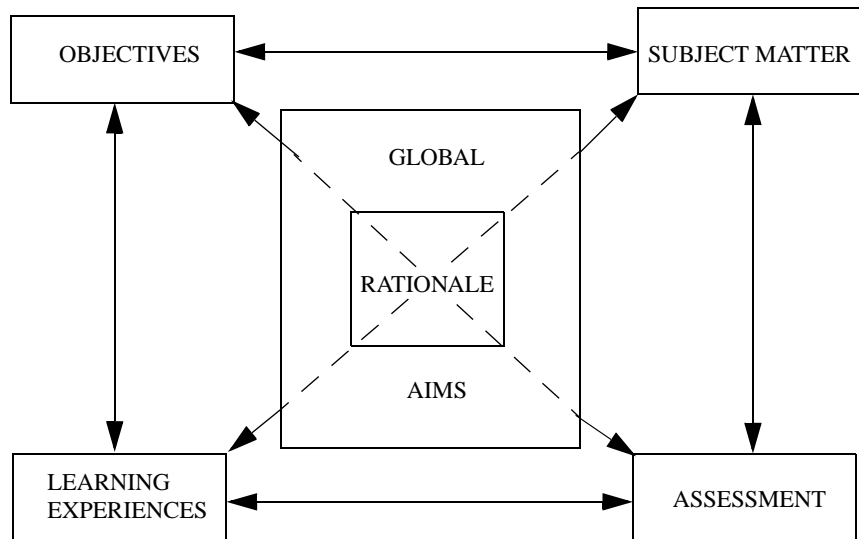 OBJECTIVES
SUBJECT MATTER
GLOBAL
RATIONALE
AIMS
LEARNING
EXPERIENCES
ASSESSMENT